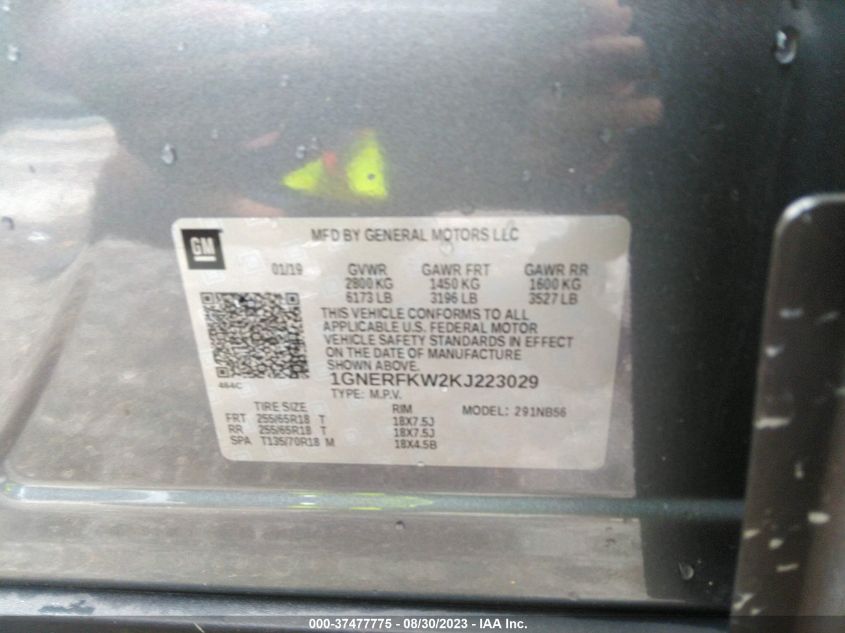 GM
MFD BY GENERAL MOTORS LLC
01/19 GVWR GAWR FRT GAWR RR
2800 KG 1450 KG 1600 KG
6173 LB 3196 LB 3527 LB
THIS VEHICLE CONFORMS TO ALL
APPLICABLE U.S. FEDERAL MOTOR
VEHICLE SAFETY STANDARDS IN EFFECT
ON THE DATE OF MANUFACTURE
SHOWN ABOVE.
1GNERFKW2KJ223029
TYPE: M.P.V.
484C
TIRE SIZE RIM MODEL: 291NB56
FRT 255/65R18 T 18X7.5J
RR 255/65R18 T 18X7.5J
SPA T135/70R18 M 18X4.5B
000-37477775 - 08/30/2023 - IAA Inc.